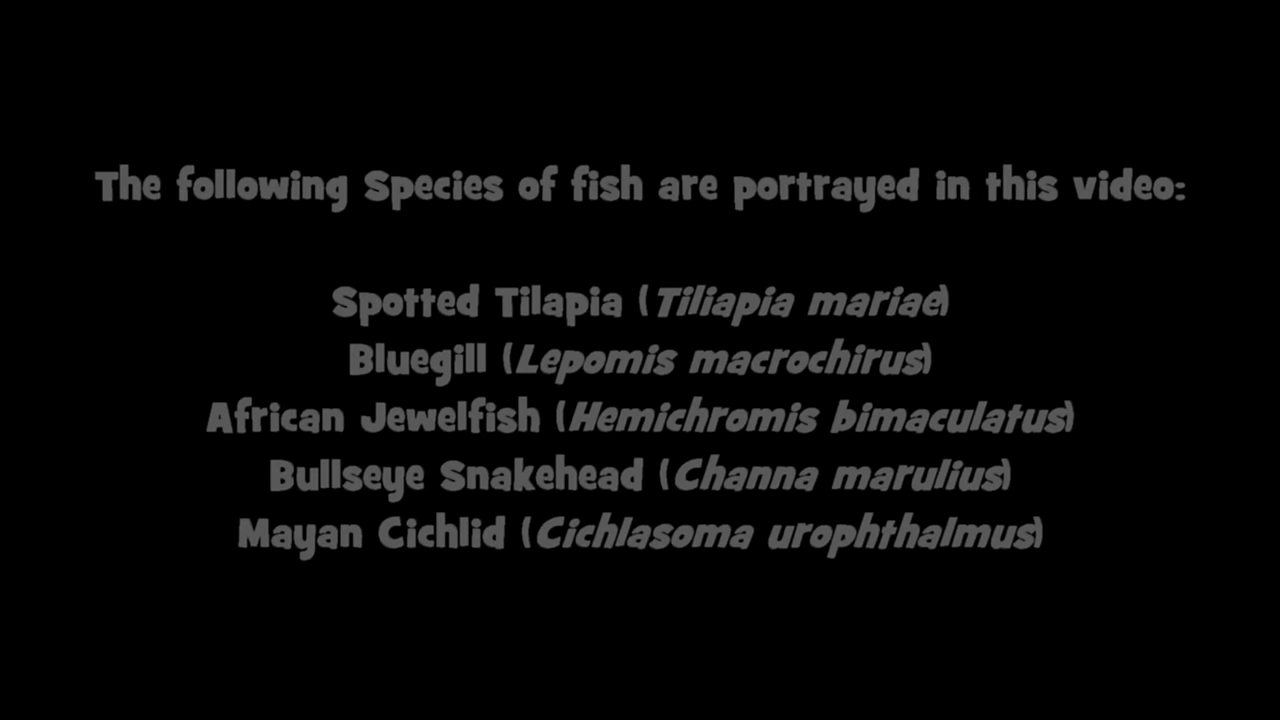 The following Species of fish are portrayed in this video:
Spotted Tilapia (Tiliapia mariae)
Bluegill (Lepomis macrochirus)
African Jewelfish (Hemichromis bimaculatus)
Bullseye Snakehead (Channa marulius)
Mayan Cichlid (Cichlasoma urophthalmus)